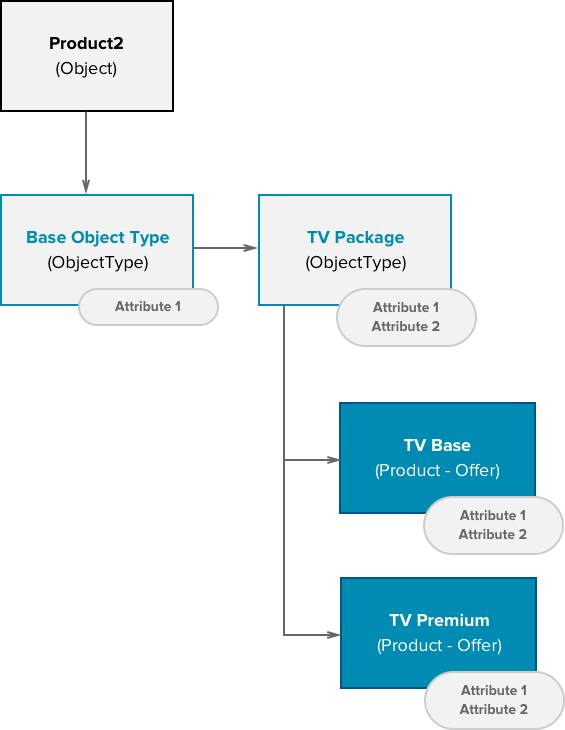 Product2
(Object)
Base Object Type
(ObjectType)
Attribute 1
TV Package
(ObjectType)
Attribute 1
Attribute 2
TV Base
(Product - Offer)
Attribute 1
Attribute 2
TV Premium
(Product - Offer)
Attribute 1
Attribute 2